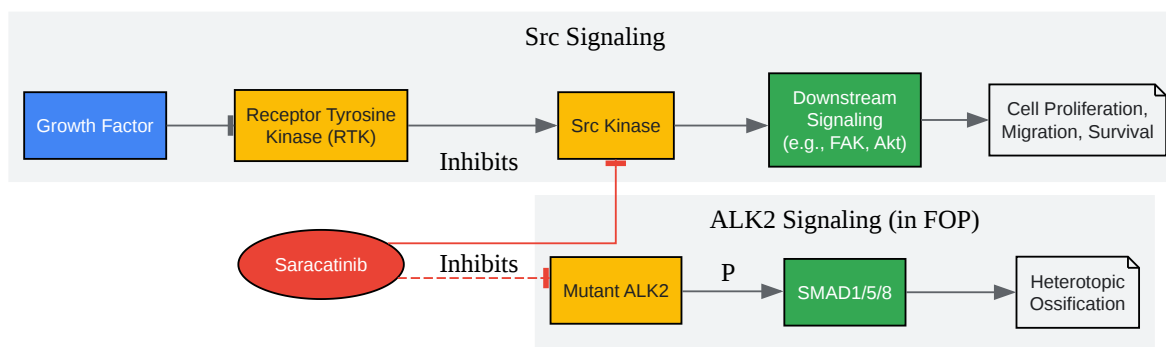 Src Signaling
Growth Factor
Receptor Tyrosine
Kinase (RTK)
Src Kinase
Downstream
Signaling
(e.g., FAK, Akt)
Cell Proliferation,
Migration, Survival
Inhibits
ALK2 Signaling (in FOP)
Saracatinib
Inhibits
Mutant ALK2
P
SMAD1/5/8
Heterotopic
Ossification